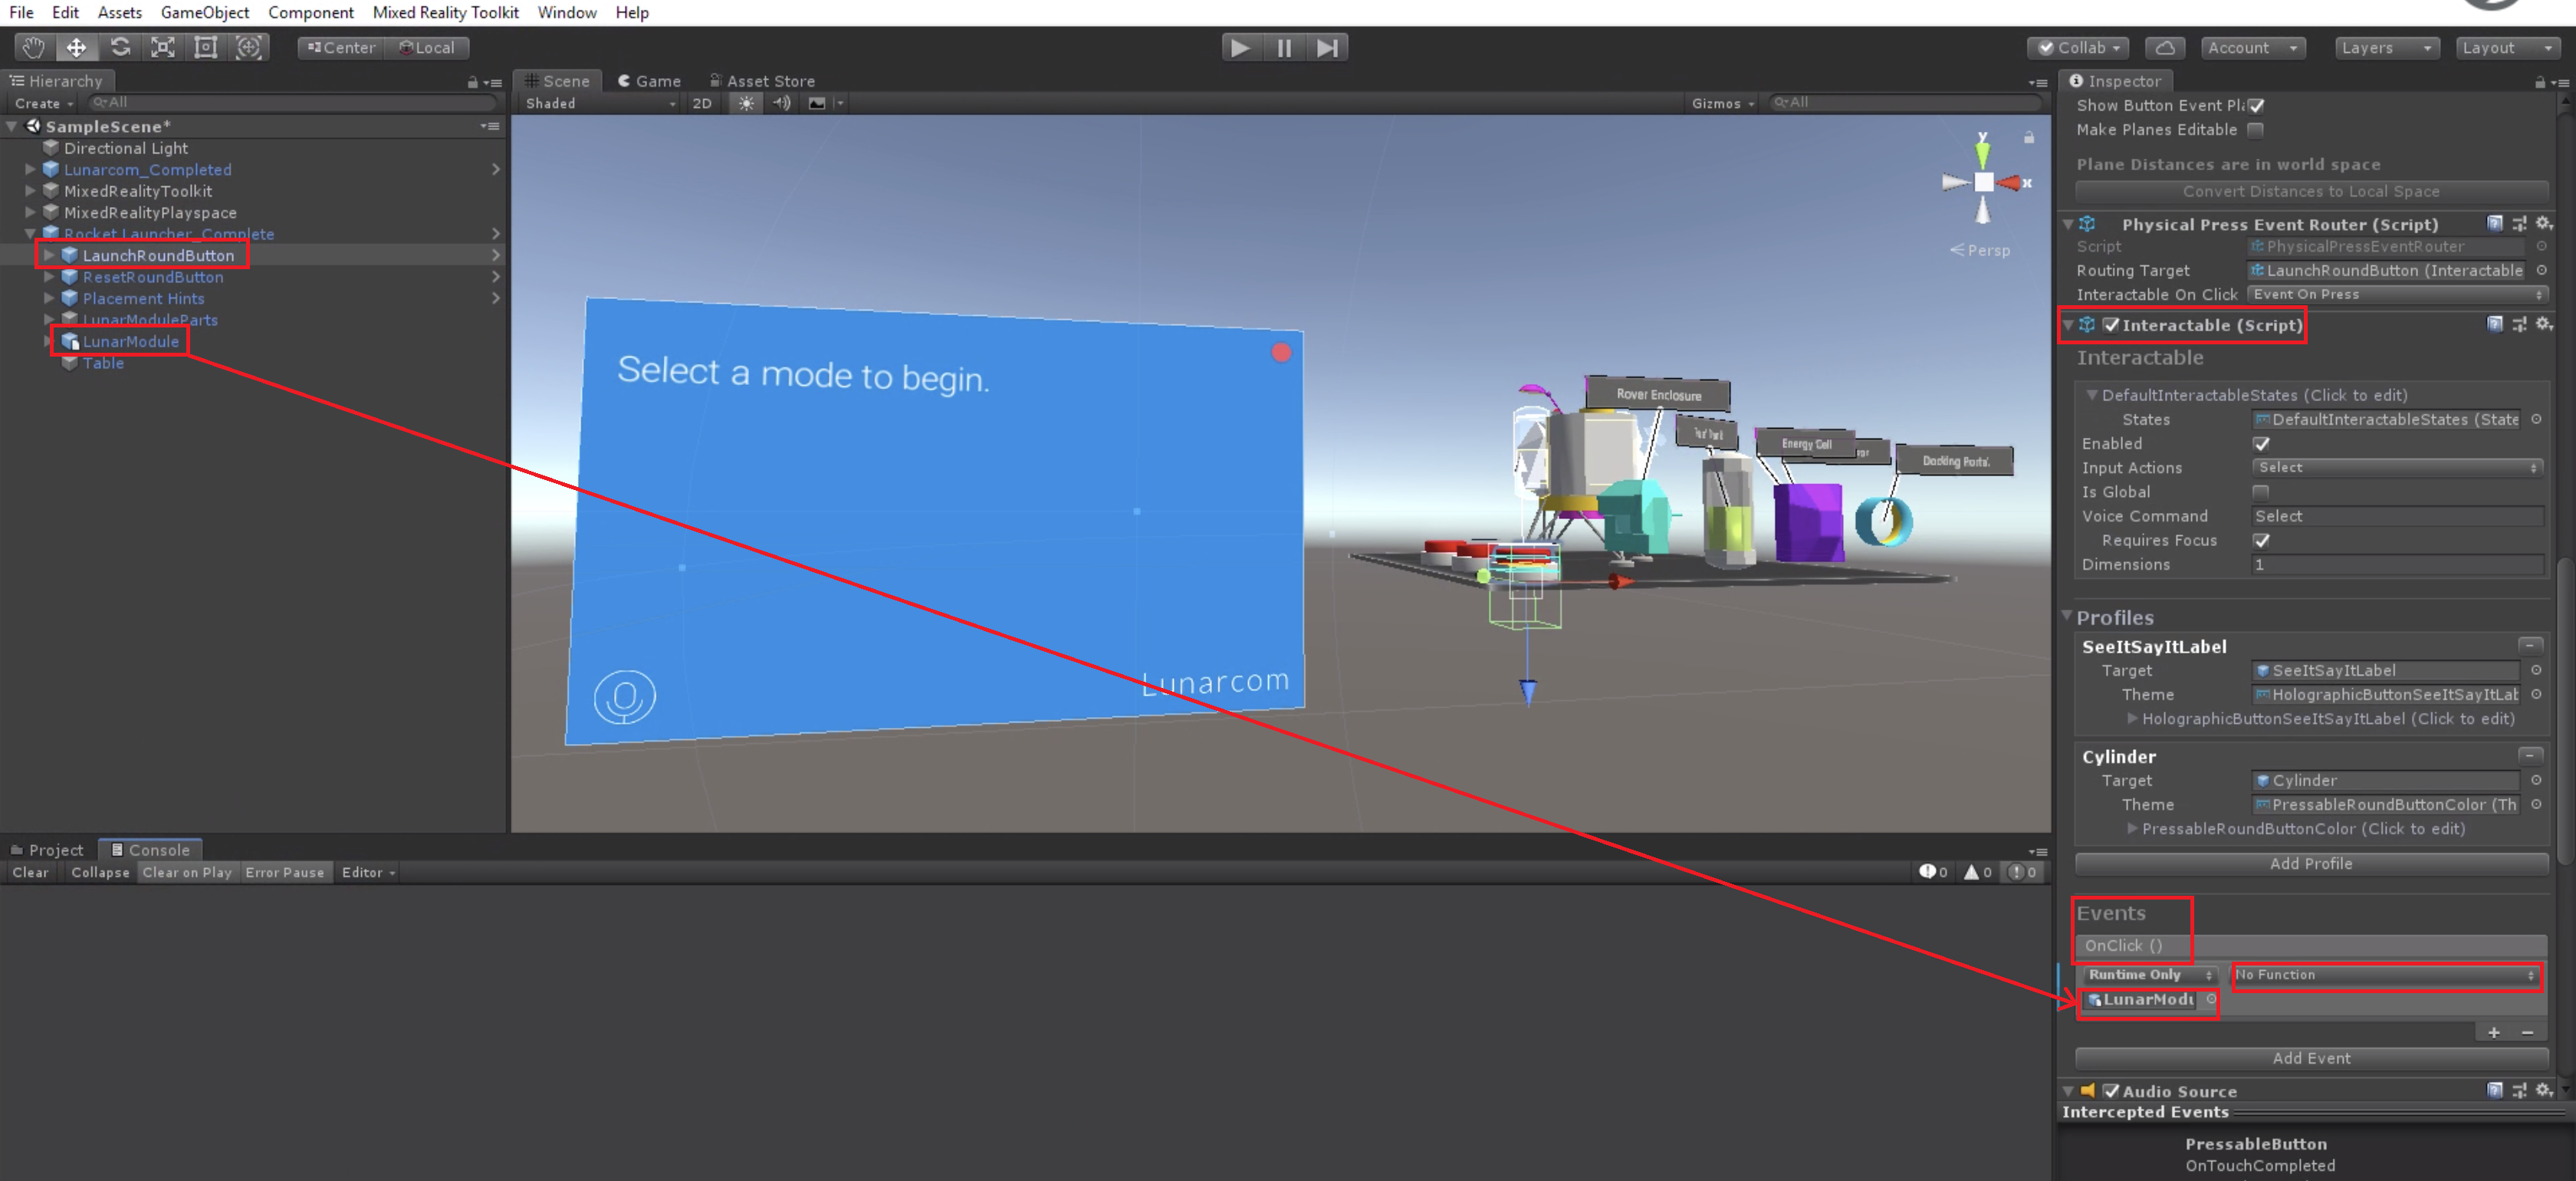 File Edit Assets GameObject Component Mixed Reality Toolkit Window Help
Center Local
Collab Account Layers Layout
Hierarchy
Create All
SampleScene*
Directional Light
Lunarcom_Completed
MixedRealityToolkit
MixedRealityPlayspace
Rocket Launcher_Complete
LaunchRoundButton
ResetRoundButton
Placement Hints
LunarModuleParts
LunarModule
Table
Scene Game Asset Store
Shaded 2D Gizmos All
y
x
Persp
Select a mode to begin.
Lunarcom
Rover Enclosure
Energy Cell
Docking Portal
Project Console
Clear Collapse Clear on Play Error Pause Editor 0 0 0
Inspector
Show Button Event Pla
Make Planes Editable
Plane Distances are in world space
Convert Distances to Local Space
Physical Press Event Router (Script)
Script PhysicalPressEventRouter
Routing Target LaunchRoundButton (Interactable
Interactable On Click Event On Press
Interactable (Script)
Interactable
DefaultInteractableStates (Click to edit)
States DefaultInteractableStates (State
Enabled
Input Actions Select
Is Global
Voice Command Select
Requires Focus
Dimensions 1
Profiles
SeeItSayItLabel
Target SeeItSayItLabel
Theme HolographicButtonSeeItSayItLab
HolographicButtonSeeItSayItLabel (Click to edit)
Cylinder
Target Cylinder
Theme PressableRoundButtonColor (Th
PressableRoundButtonColor (Click to edit)
Add Profile
Events
OnClick ()
Runtime Only No Function
LunarModu
Add Event
Audio Source
Intercepted Events
PressableButton
OnTouchCompleted